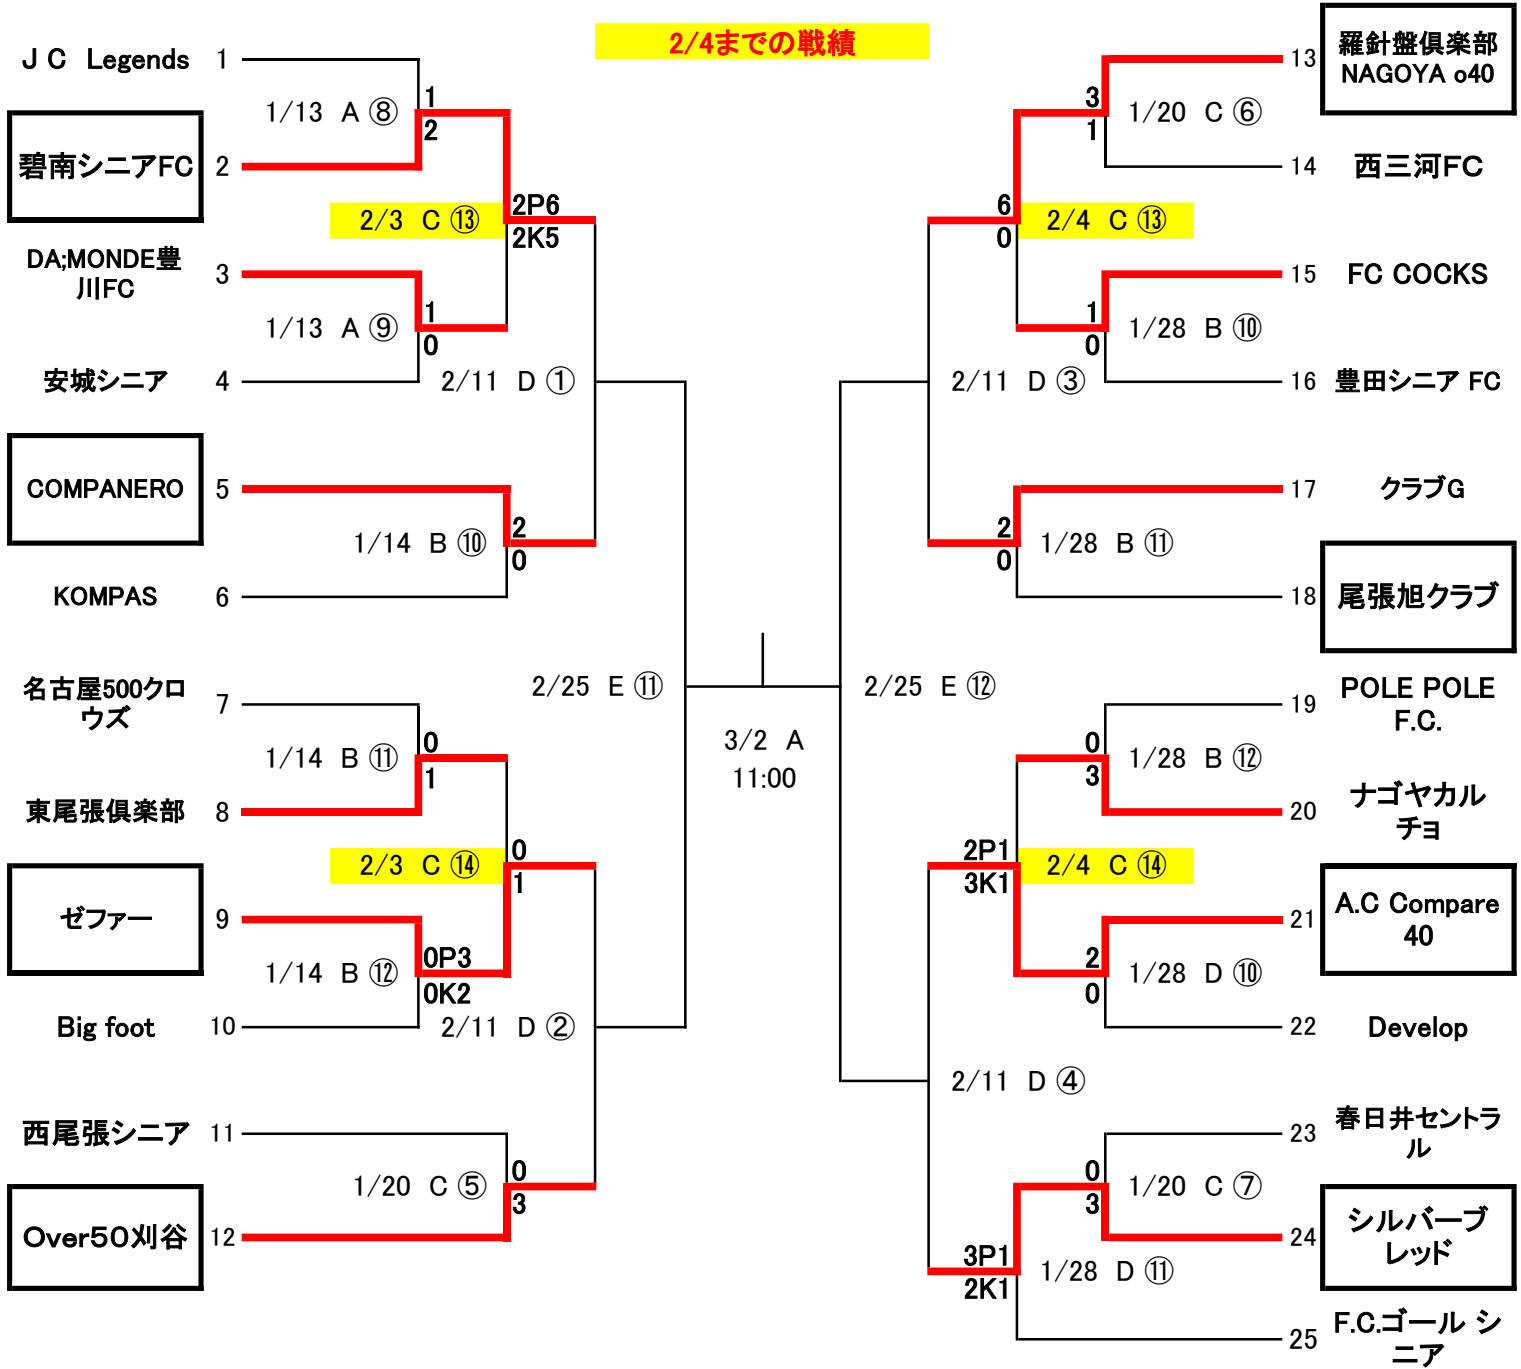 2/4までの戦績
J C Legends 1
1/13 A ⑧
1
2
碧南シニアFC 2
2/3 C ⑬
2P6
2K5
DA;MONDE豊
川FC
3
1/13 A ⑨
1
0
安城シニア 4
2/11 D ①
COMPANERO 5
1/14 B ⑩
2
0
KOMPAS 6
2/25 E ⑪
名古屋500クロ
ウズ
7
1/14 B ⑪
0
1
東尾張倶楽部 8
2/3 C ⑭
0
1
ゼファー 9
1/14 B ⑫
0P3
0K2
Big foot 10
2/11 D ②
西尾張シニア 11
1/20 C ⑤
0
3
Over50刈谷 12
3/2 A
11:00
13 羅針盤倶楽部
NAGOYA o40
3
1
1/20 C ⑥
14 西三河FC
6
0
2/4 C ⑬
15 FC COCKS
1
0
1/28 B ⑩
16 豊田シニア FC
2/11 D ③
17 クラブG
2
0
1/28 B ⑪
18 尾張旭クラブ
2/25 E ⑫
19 POLE POLE
F.C.
0
3
1/28 B ⑫
20 ナゴヤカル
チョ
2P1
3K1
2/4 C ⑭
21 A.C Compare
40
2
0
1/28 D ⑩
22 Develop
2/11 D ④
23 春日井セントラ
ル
0
3
1/20 C ⑦
24 シルバーブ
レッド
3P1
2K1
1/28 D ⑪
25 F.C.ゴール シ
ニア